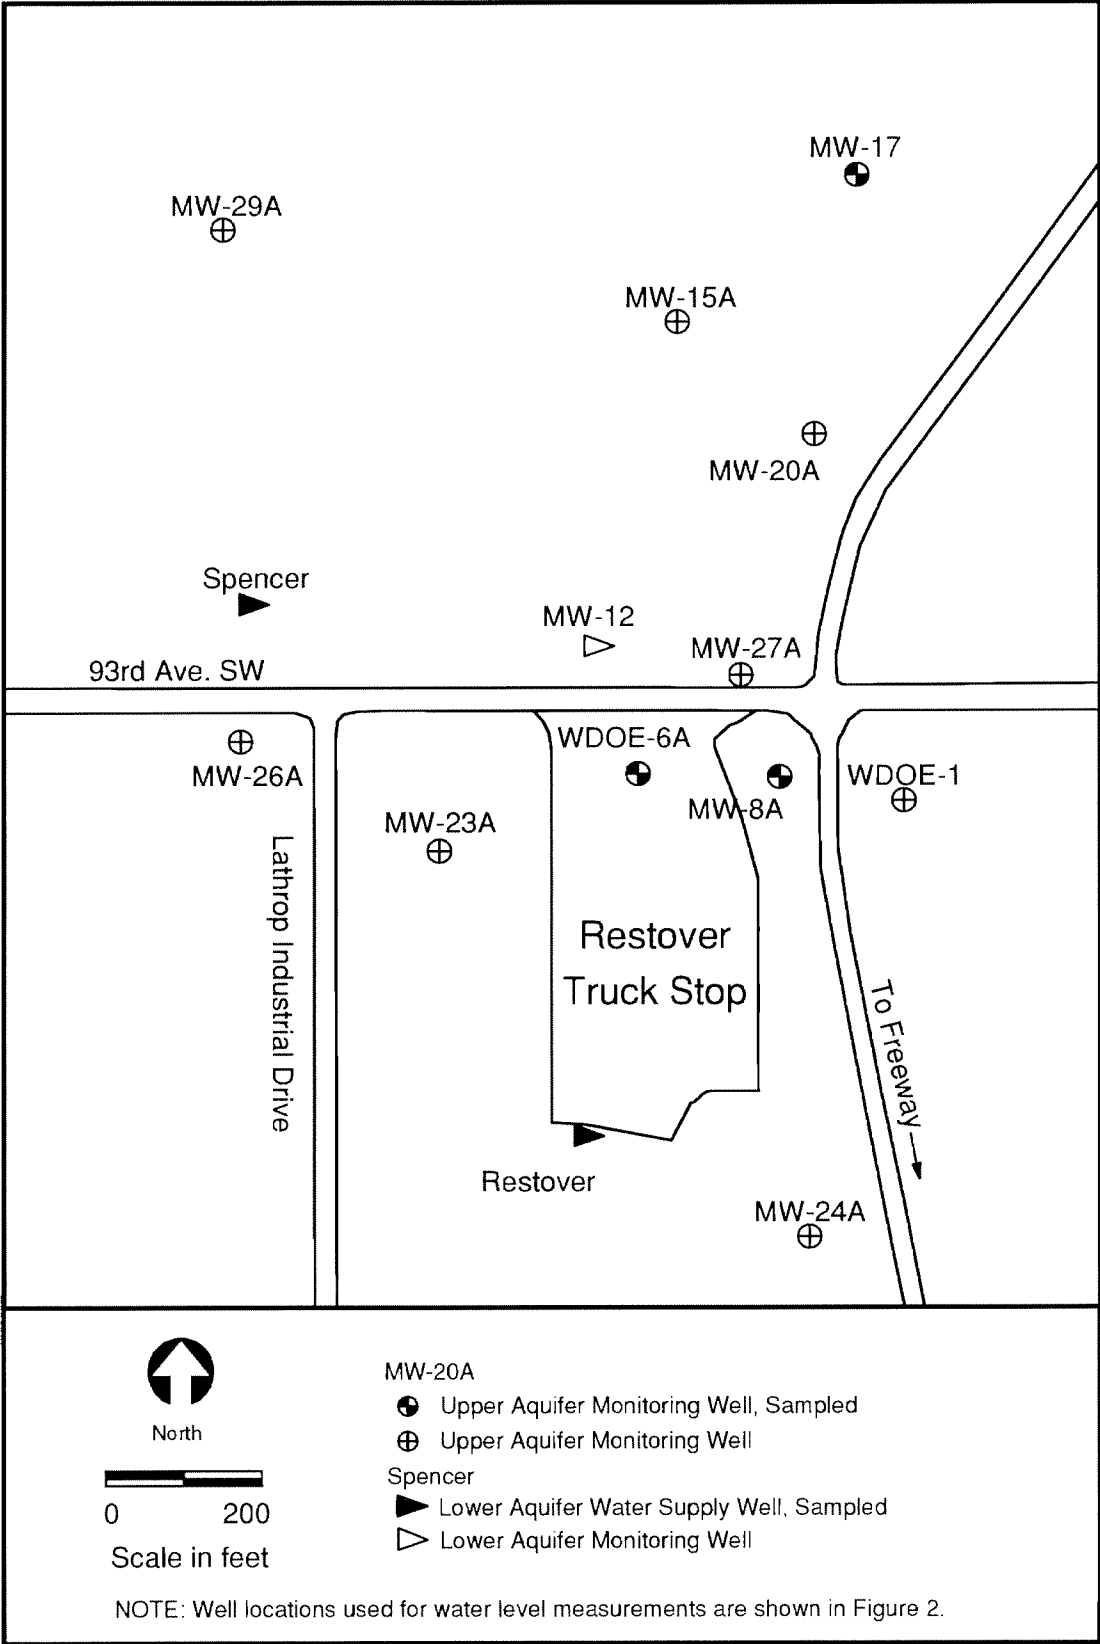 MW-17
MW-29A
MW-15A
MW-20A
Spencer
MW-12
MW-27A
93rd Ave. SW
WDOE-6A
MW-26A
WDOE-1
MW-8A
MW-23A
Lathrop Industrial Drive
Restover
Truck Stop
To Freeway
Restover
MW-24A
North
0 200
Scale in feet
MW-20A
Upper Aquifer Monitoring Well, Sampled
Upper Aquifer Monitoring Well
Spencer
Lower Aquifer Water Supply Well, Sampled
Lower Aquifer Monitoring Well
NOTE: Well locations used for water level measurements are shown in Figure 2.